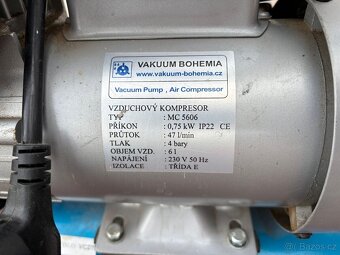 VAKUUM BOHEMIA
www.vakuum-bohemia.cz
Vacuum Pump , Air Compressor
VZDUCHOVÝ KOMPRESOR
TYP : MC 5606
PŘÍKON : 0,75 kW IP22 CE
PRŮTOK : 47 l/min
TLAK : 4 bary
OBJEM VZD. : 6 l
NAPÁJENÍ : 230 V 50 Hz
IZOLACE : TŘÍDA E
Bazoš.cz